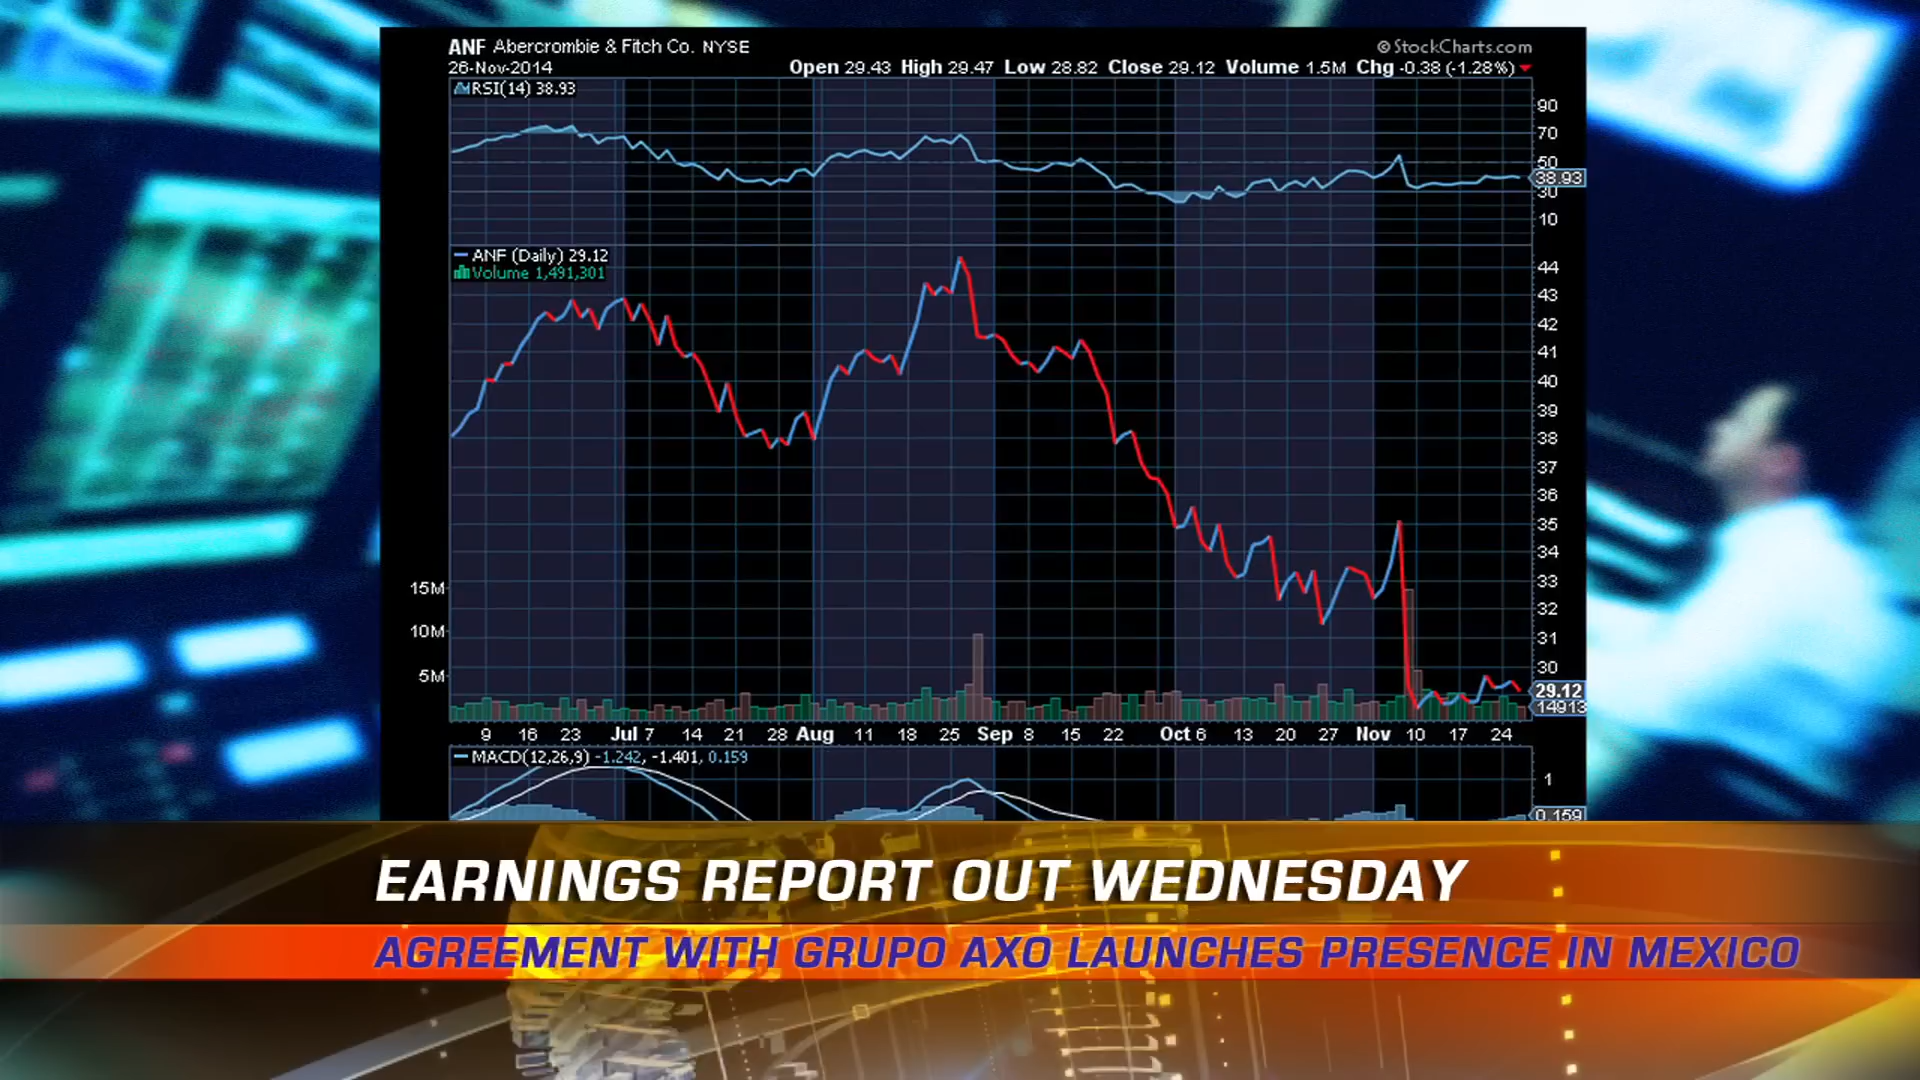 ANF Abercrombie & Fitch Co. NYSE
© StockCharts.com
26-Nov-2014
Open 29.43 High 29.47 Low 28.82 Close 29.12 Volume 1.5M Chg -0.38 (-1.28%)
RSI(14) 38.93
90
70
50
38.93
30
10
ANF (Daily) 29.12
Volume 1,491,301
44
43
42
41
40
39
38
37
36
35
34
33
32
31
30
29.12
14913
15M
10M
5M
9 16 23 Jul 7 14 21 28 Aug 11 18 25 Sep 8 15 22 Oct 6 13 20 27 Nov 10 17 24
MACD(12,26,9) -1.242, -1.401, 0.159
1
0.159
EARNINGS REPORT OUT WEDNESDAY
AGREEMENT WITH GRUPO AXO LAUNCHES PRESENCE IN MEXICO